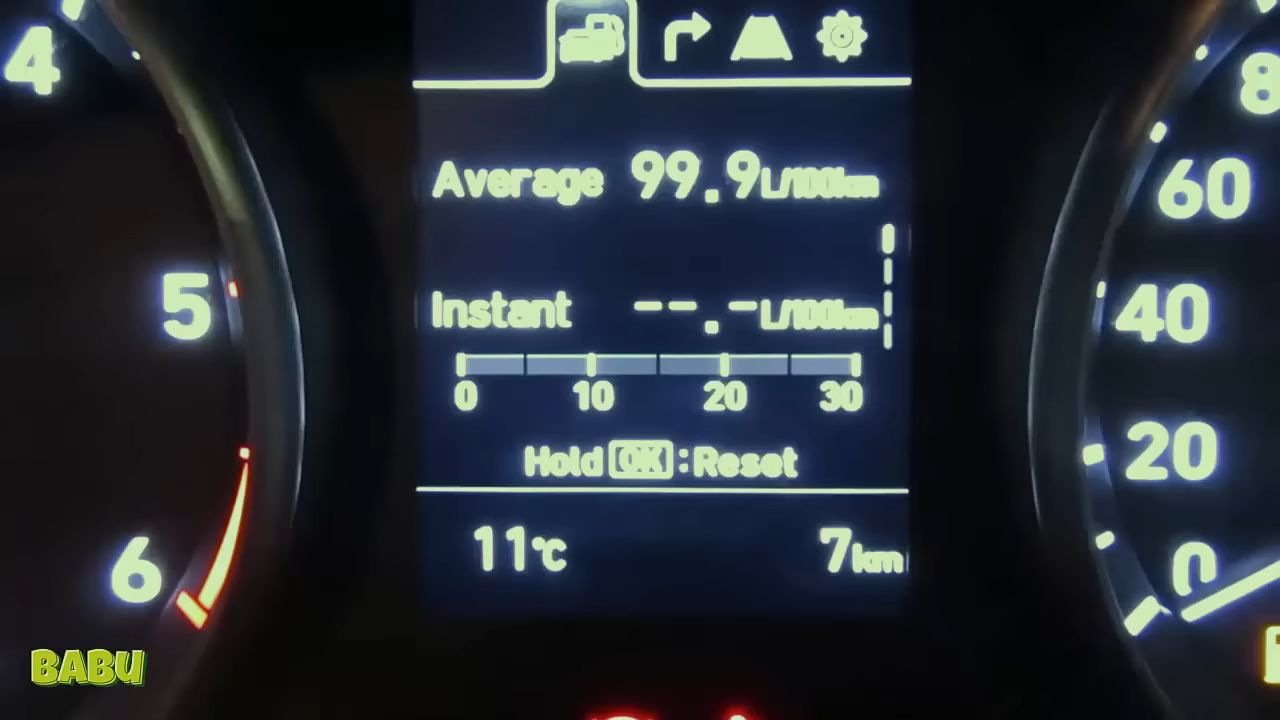 4
8
Average 99.9 L/100km
60
5
Instant --.- L/100km
40
0 10 20 30
20
Hold OK : Reset
11°C 7km
6
0
BABU